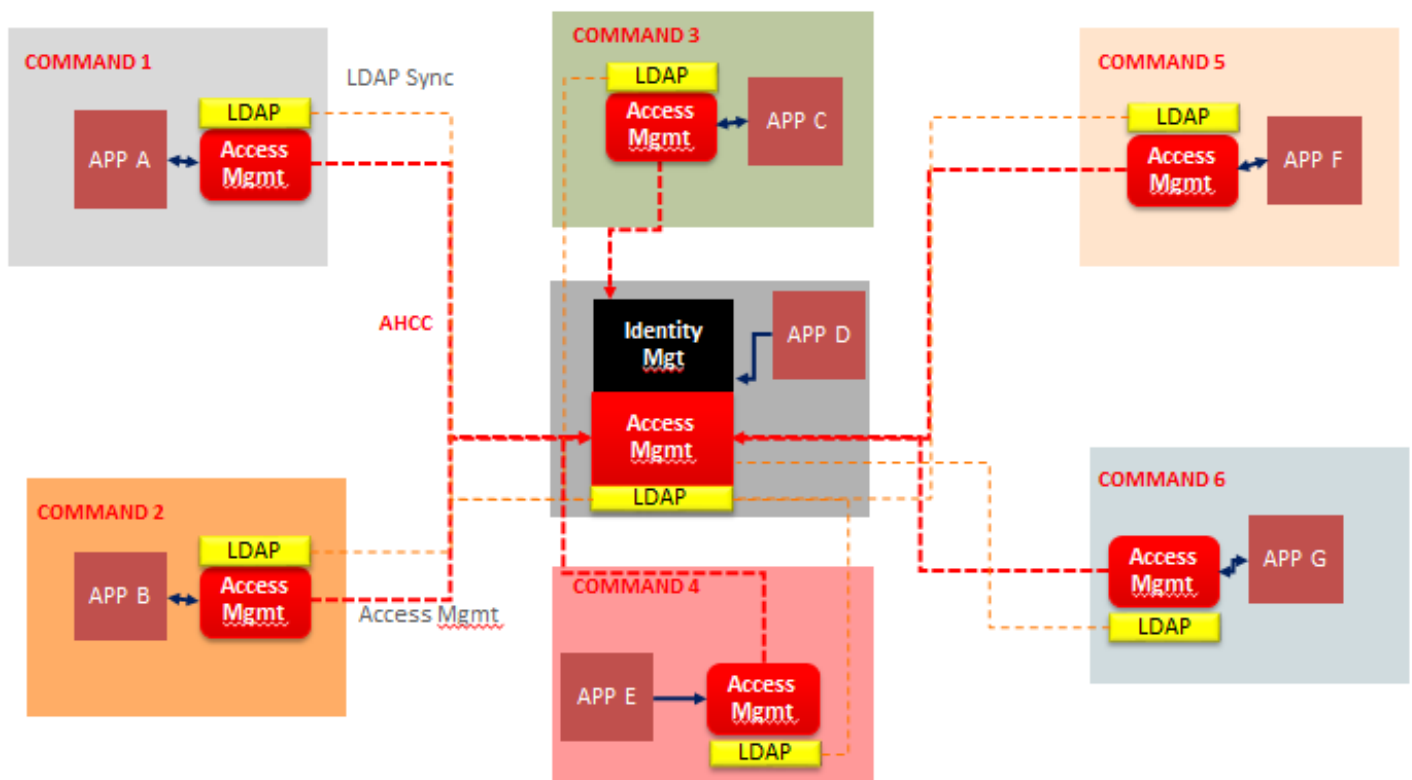 COMMAND 1
LDAP
APP A
Access
Mgmt
LDAP Sync
COMMAND 3
LDAP
Access
Mgmt
APP C
COMMAND 5
LDAP
Access
Mgmt
APP F
AHCC
Identity
Mgt
APP D
Access
Mgmt
LDAP
COMMAND 2
LDAP
APP B
Access
Mgmt
Access Mgmt
COMMAND 4
APP E
Access
Mgmt
LDAP
COMMAND 6
Access
Mgmt
APP G
LDAP